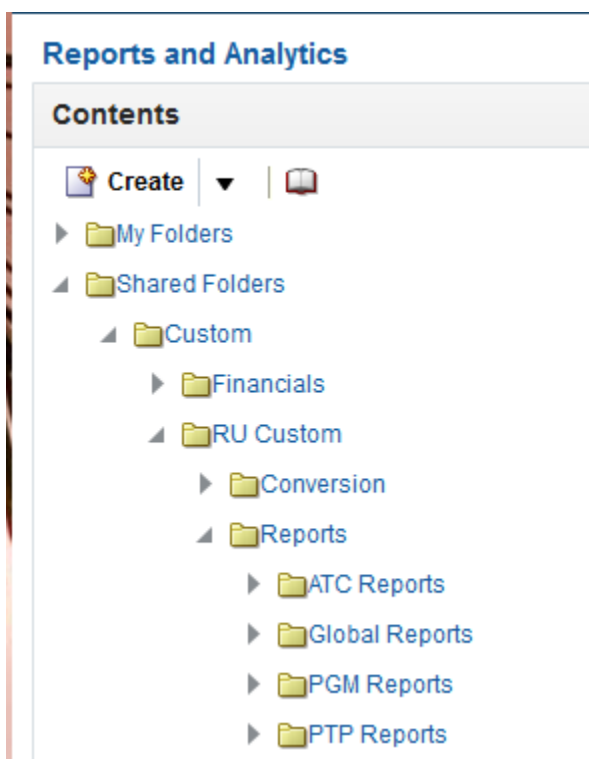 Reports and Analytics
Contents
Create
My Folders
Shared Folders
Custom
Financials
RU Custom
Conversion
Reports
ATC Reports
Global Reports
PGM Reports
PTP Reports